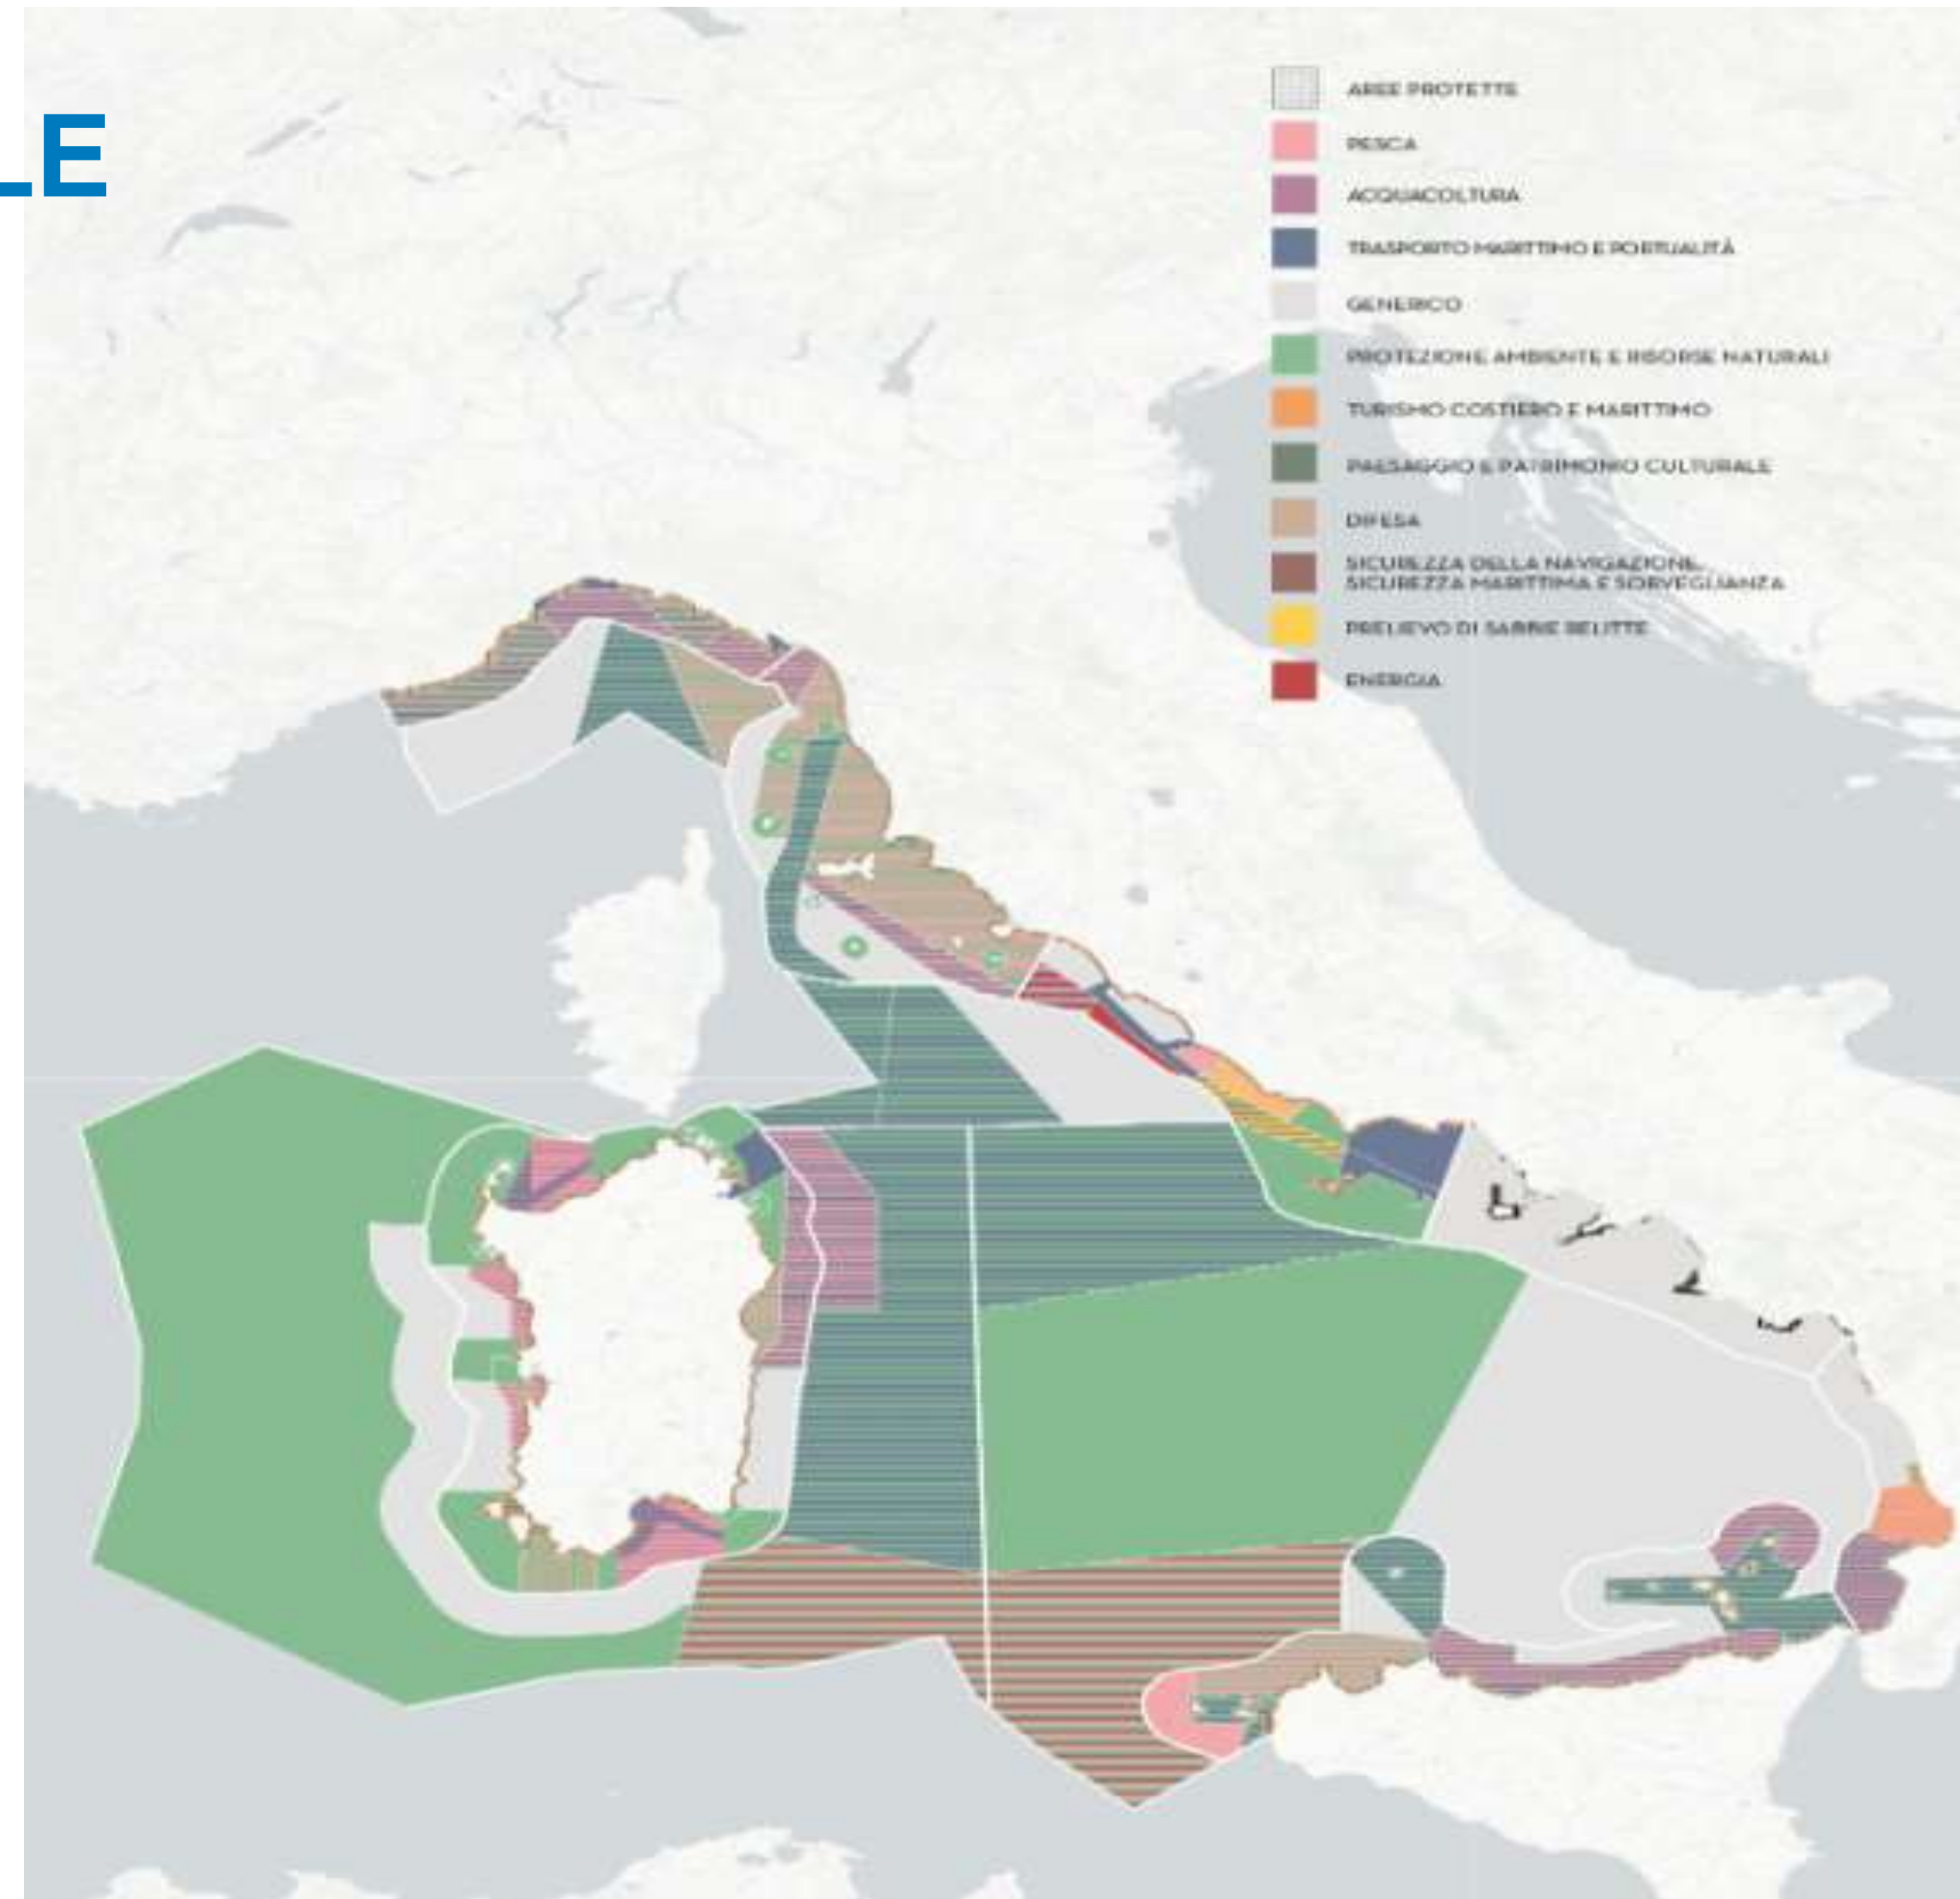 LE
AREE PROTETTE
PESCA
ACQUACOLTURA
TRASPORTO MARITTIMO E PORTUALITÀ
GENERICO
PROTEZIONE AMBIENTE E RISORSE NATURALI
TURISMO COSTIERO E MARITTIMO
PAESAGGIO E PATRIMONIO CULTURALE
DIFESA
SICUREZZA DELLA NAVIGAZIONE,
SICUREZZA MARITTIMA E SORVEGLIANZA
PRELIEVO DI SABBIE RELITTE
ENERGIA